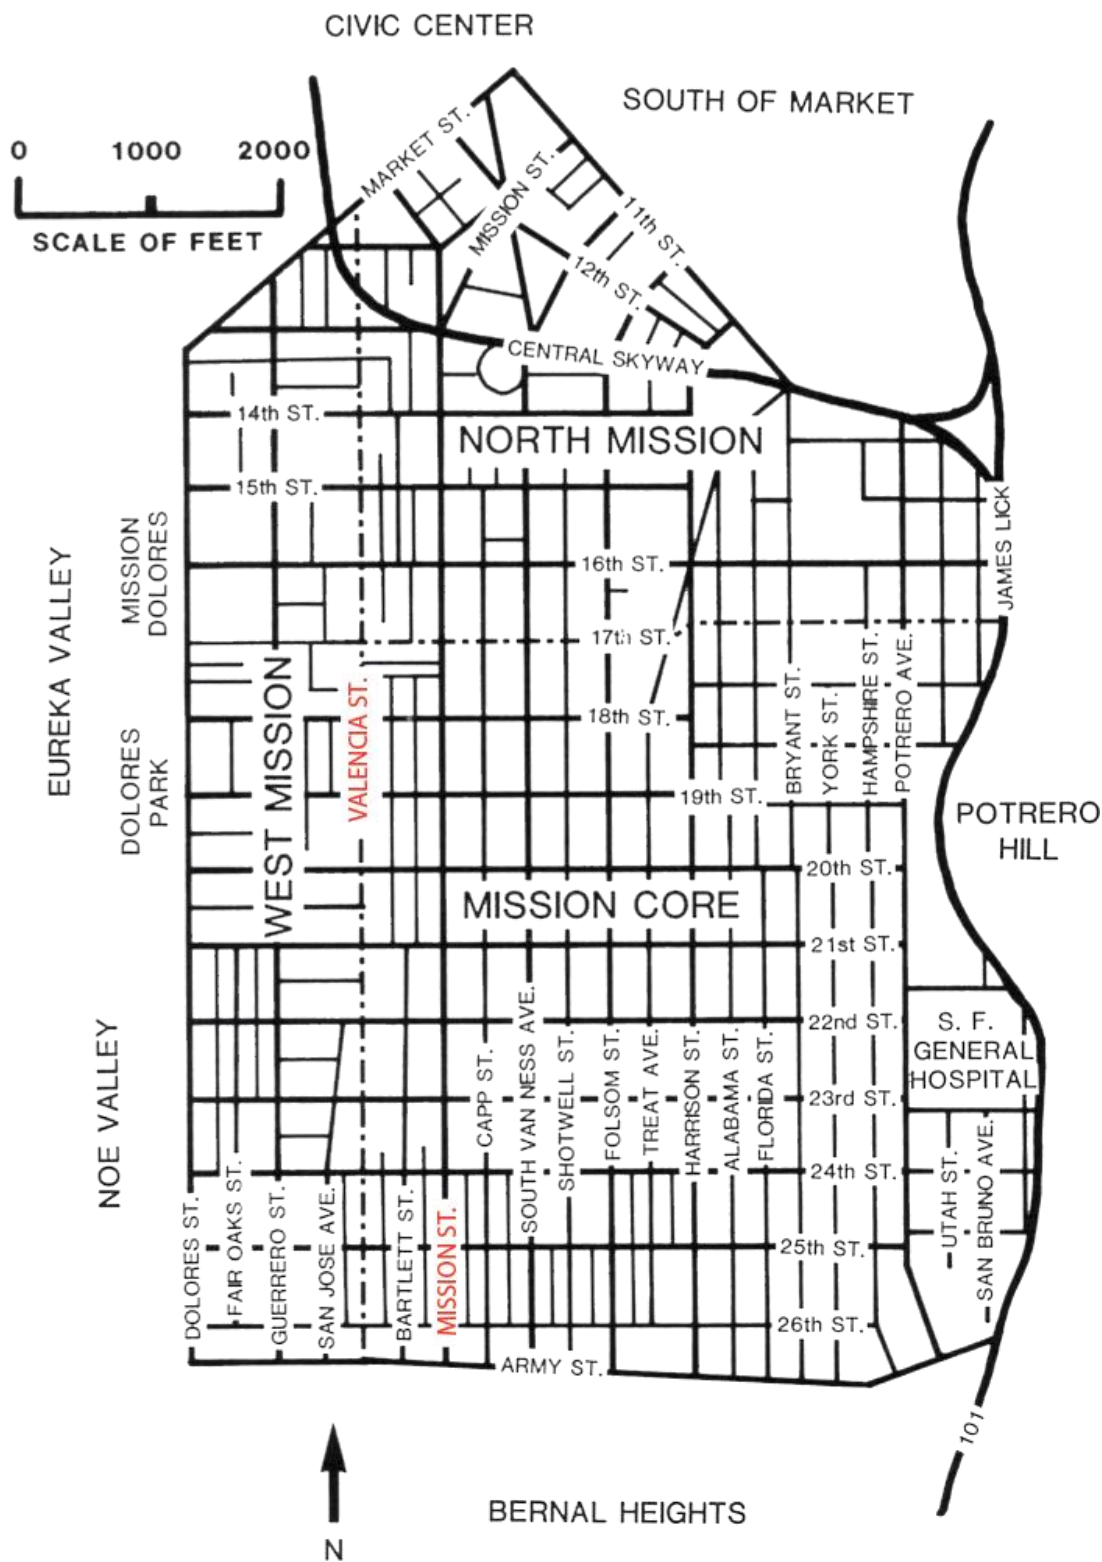 CIVIC CENTER
SOUTH OF MARKET
0 1000 2000
SCALE OF FEET
MARKET ST.
MISSION ST.
11th ST.
12th ST.
CENTRAL SKYWAY
14th ST.
NORTH MISSION
15th ST.
JAMES LICK
MISSION
DOLORES
16th ST.
EUREKA VALLEY
17th ST.
WEST MISSION
VALENCIA ST.
18th ST.
BRYANT ST.
YORK ST.
HAMPSHIRE ST.
POTRERO AVE.
DOLORES
PARK
19th ST.
POTRERO
HILL
20th ST.
MISSION CORE
21st ST.
22nd ST.
S. F.
GENERAL
HOSPITAL
NOE VALLEY
CAPP ST.
SOUTH VAN NESS AVE.
SHOTWELL ST.
FOLSOM ST.
TREAT AVE.
HARRISON ST.
ALABAMA ST.
FLORIDA ST.
23rd ST.
24th ST.
UTAH ST.
SAN BRUNO AVE.
DOLORES ST.
FAIR OAKS ST.
GUERRERO ST.
SAN JOSE AVE.
BARTLETT ST.
MISSION ST.
25th ST.
26th ST.
ARMY ST.
101
N
BERNAL HEIGHTS